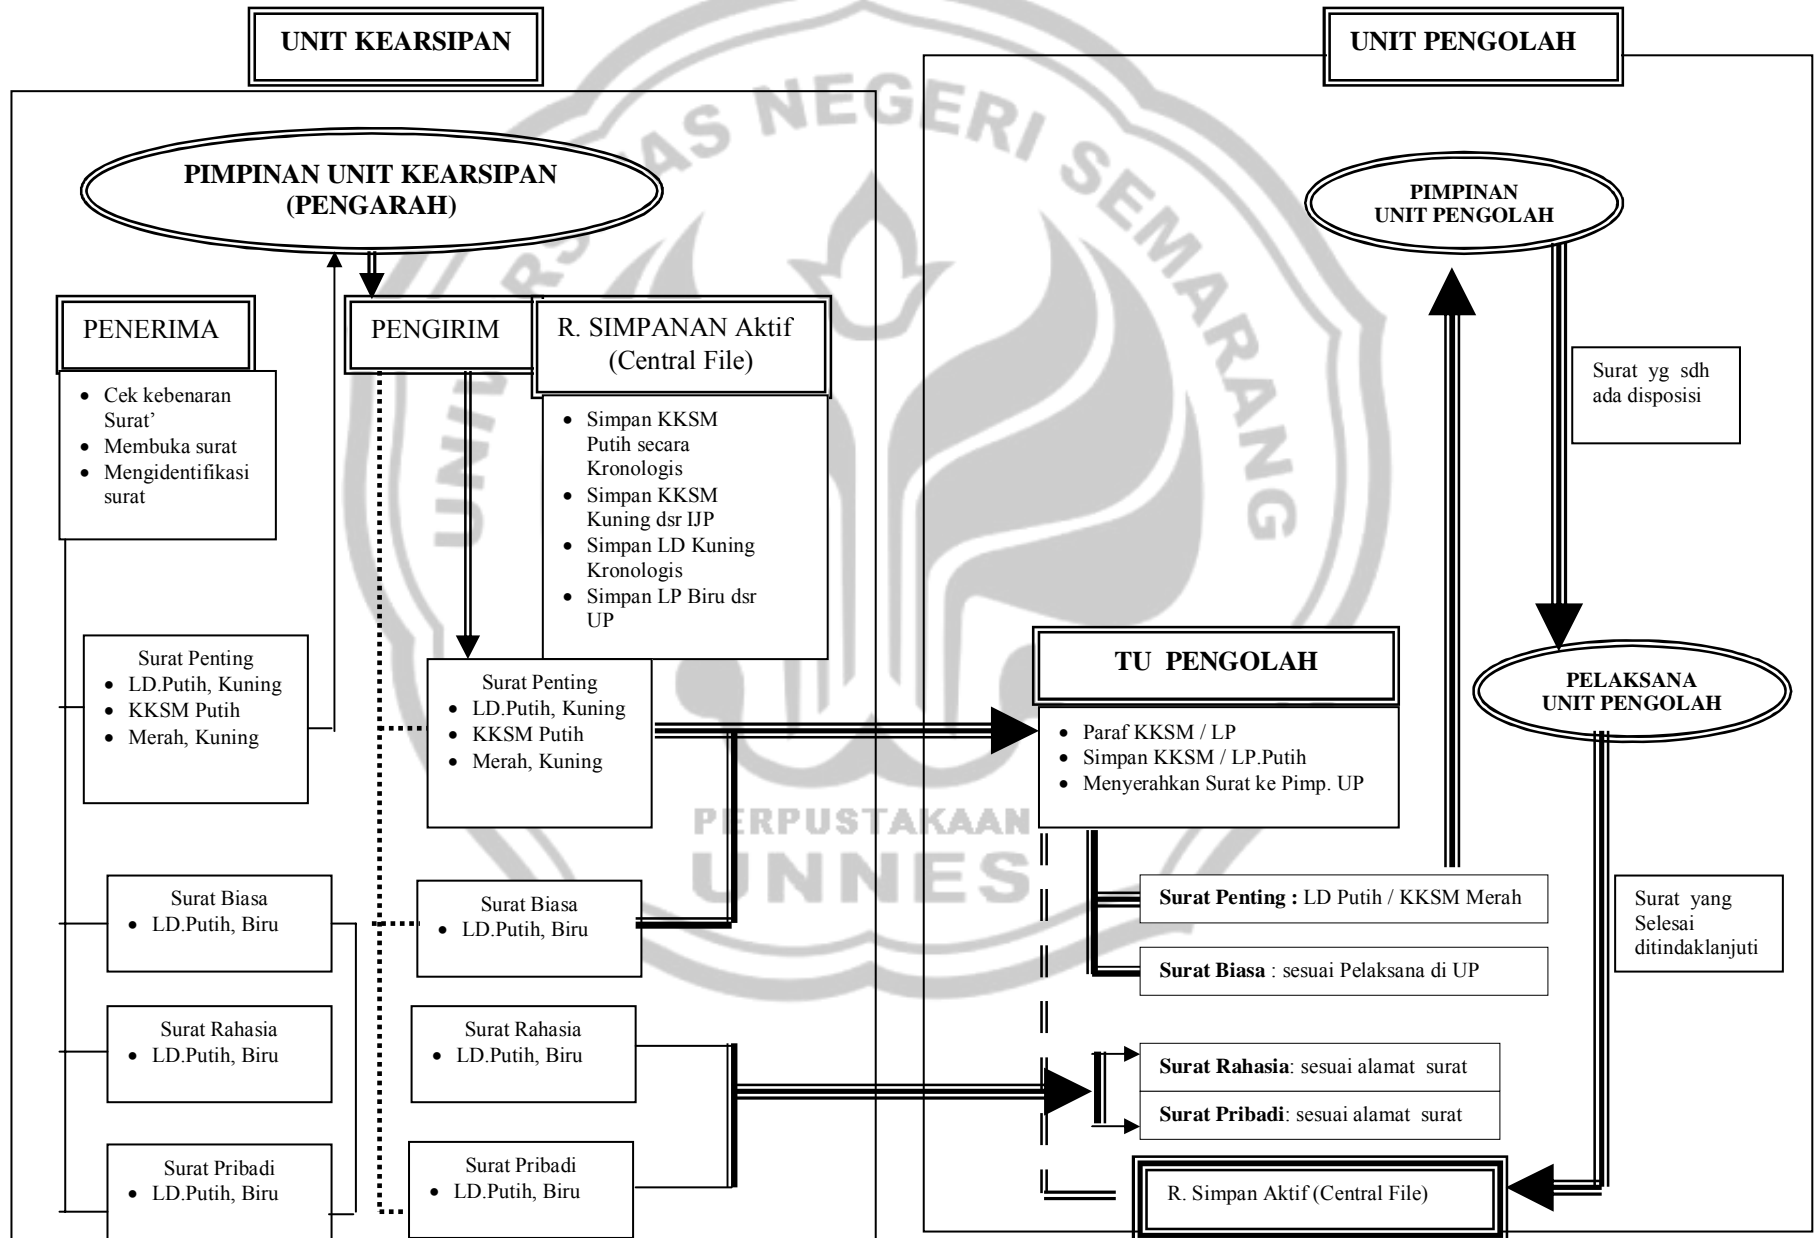 UNIT KEARSIPAN
PIMPINAN UNIT KEARSIPAN
(PENGARAH)
PENERIMA
• Cek kebenaran
Surat’
• Membuka surat
• Mengidentifikasi
surat
PENGIRIM
R. SIMPANAN Aktif
(Central File)
• Simpan KKSM
Putih secara
Kronologis
• Simpan KKSM
Kuning dsr IJP
• Simpan LD Kuning
Kronologis
• Simpan LP Biru dsr
UP
Surat Penting
• LD.Putih, Kuning
• KKSM Putih
• Merah, Kuning
Surat Biasa
• LD.Putih, Biru
Surat Rahasia
• LD.Putih, Biru
Surat Pribadi
• LD.Putih, Biru
Surat Penting
• LD.Putih, Kuning
• KKSM Putih
• Merah, Kuning
Surat Biasa
• LD.Putih, Biru
Surat Rahasia
• LD.Putih, Biru
Surat Pribadi
• LD.Putih, Biru
UNIT PENGOLAH
PIMPINAN
UNIT PENGOLAH
Surat yg sdh
ada disposisi
TU PENGOLAH
• Paraf KKSM / LP
• Simpan KKSM / LP.Putih
• Menyerahkan Surat ke Pimp. UP
PELAKSANA
UNIT PENGOLAH
Surat Penting : LD Putih / KKSM Merah
Surat Biasa : sesuai Pelaksana di UP
Surat yang
Selesai
ditindaklanjuti
Surat Rahasia: sesuai alamat surat
Surat Pribadi: sesuai alamat surat
R. Simpan Aktif (Central File)
UNIVERSITAS NEGERI SEMARANG
PERPUSTAKAAN
UNNES